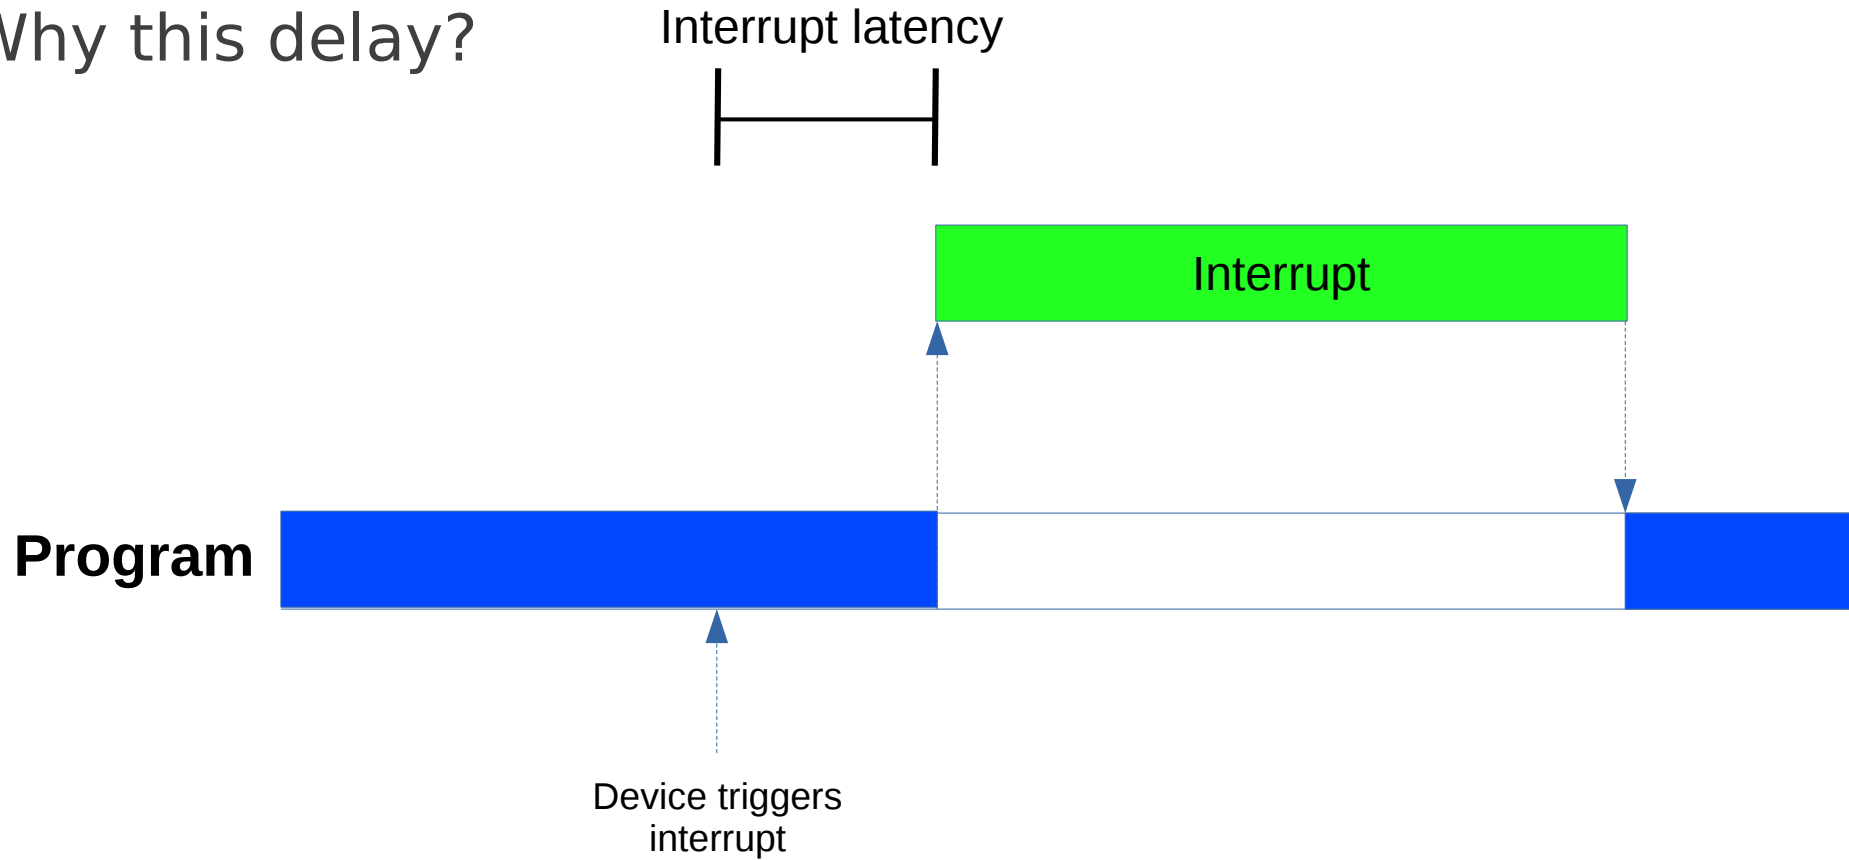 Why this delay?
Interrupt latency
Interrupt
Program
Device triggers
interrupt